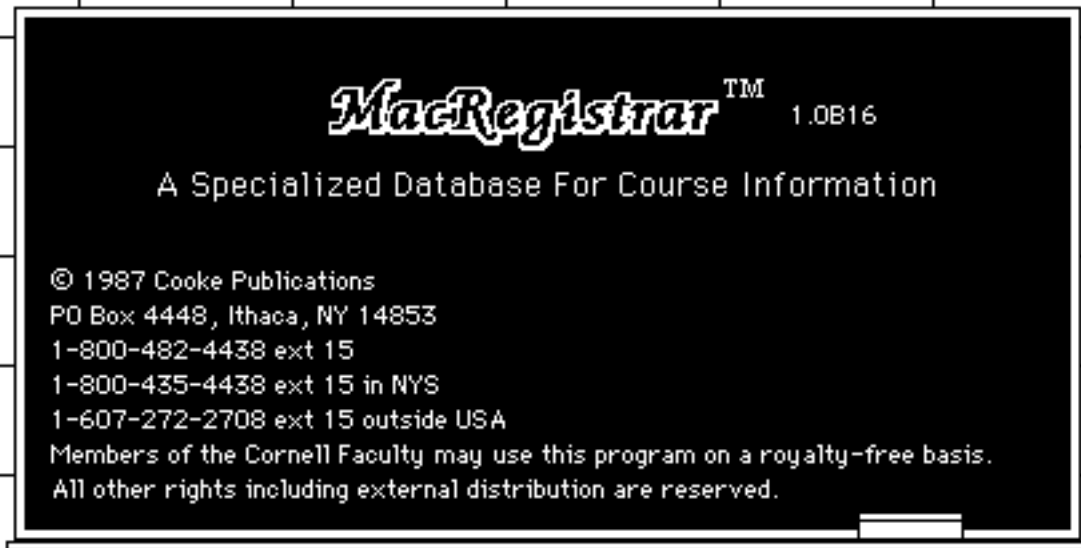 MacRegistrar™ 1.0B16
A Specialized Database For Course Information
© 1987 Cooke Publications
PO Box 4448, Ithaca, NY 14853
1-800-482-4438 ext 15
1-800-435-4438 ext 15 in NYS
1-607-272-2708 ext 15 outside USA
Members of the Cornell Faculty may use this program on a royalty-free basis.
All other rights including external distribution are reserved.